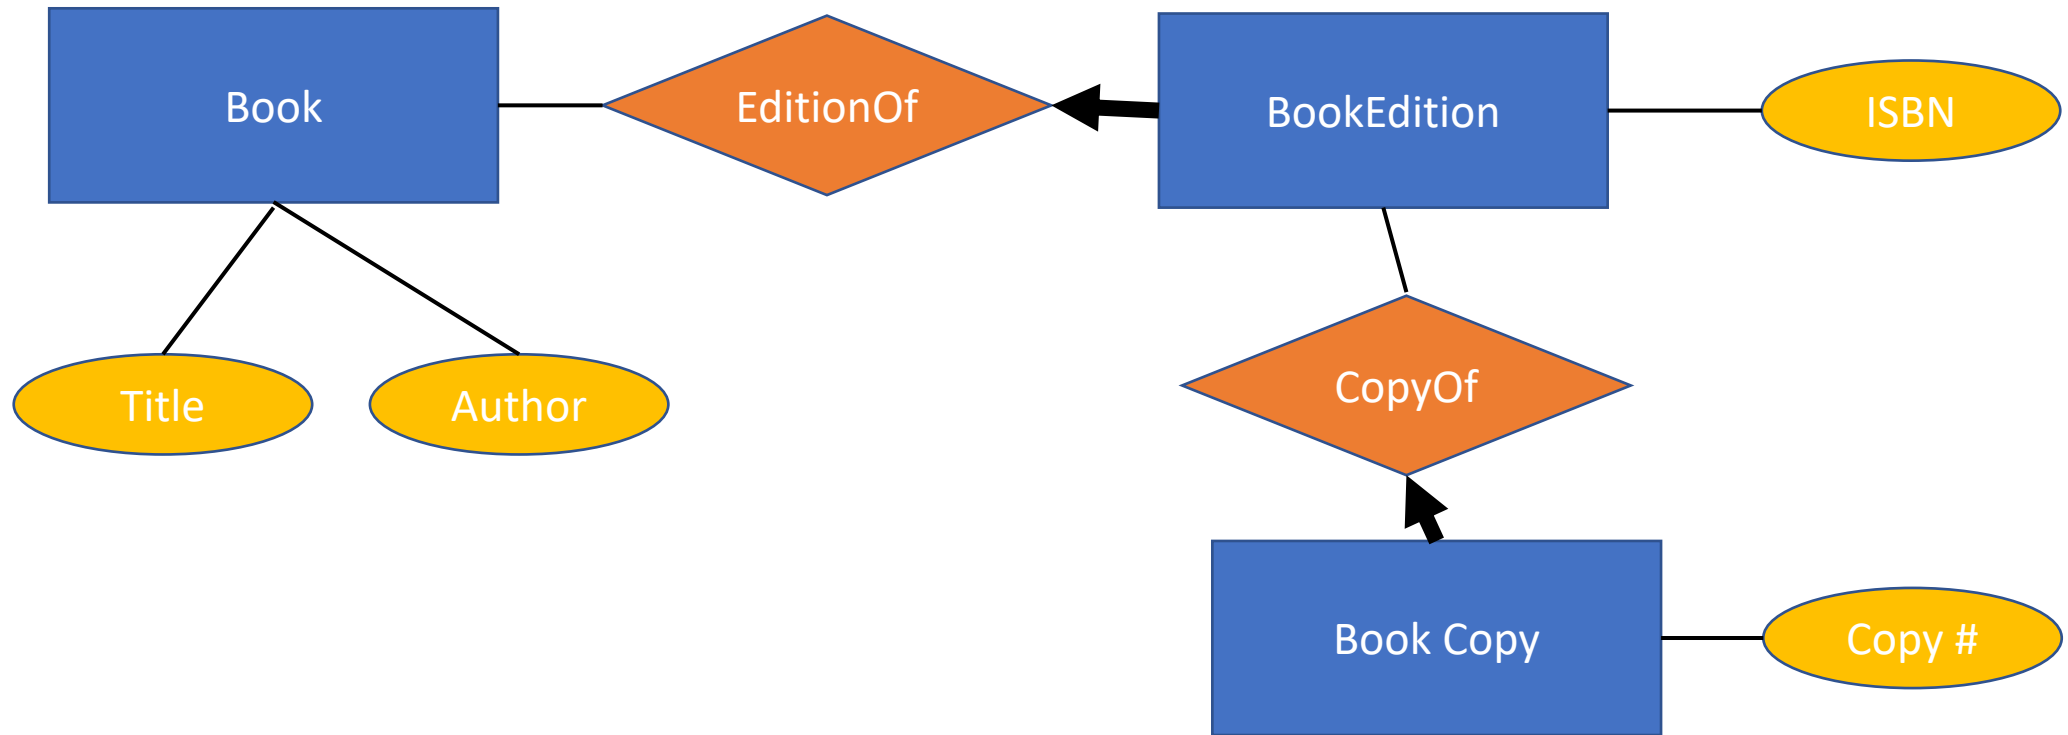 Book
EditionOf
BookEdition
ISBN
Title
Author
CopyOf
Book Copy
Copy #